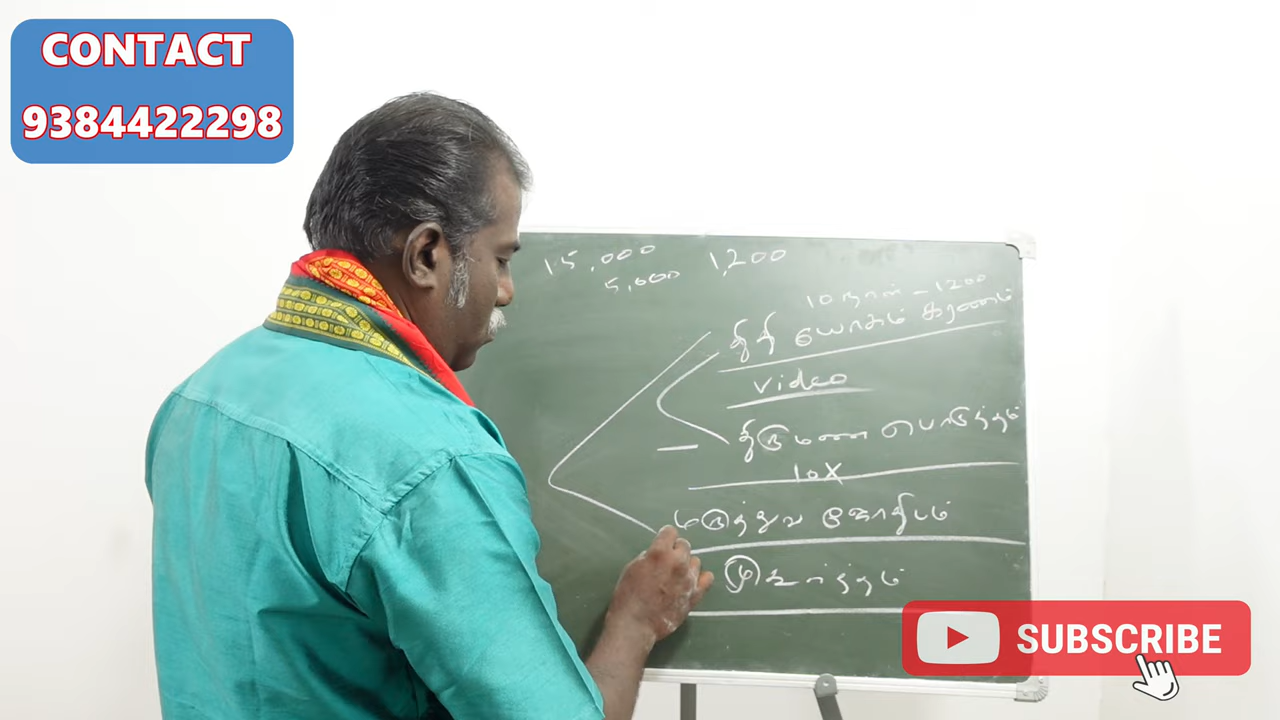 CONTACT
9384422298
15,000 1,200
5,000
10 நாள் - 1200
திதி யோகம் கரணம்
video
திருமண பொருத்தம்
10X
மருத்துவ ஜோதிடம்
முகூர்த்தம்
SUBSCRIBE